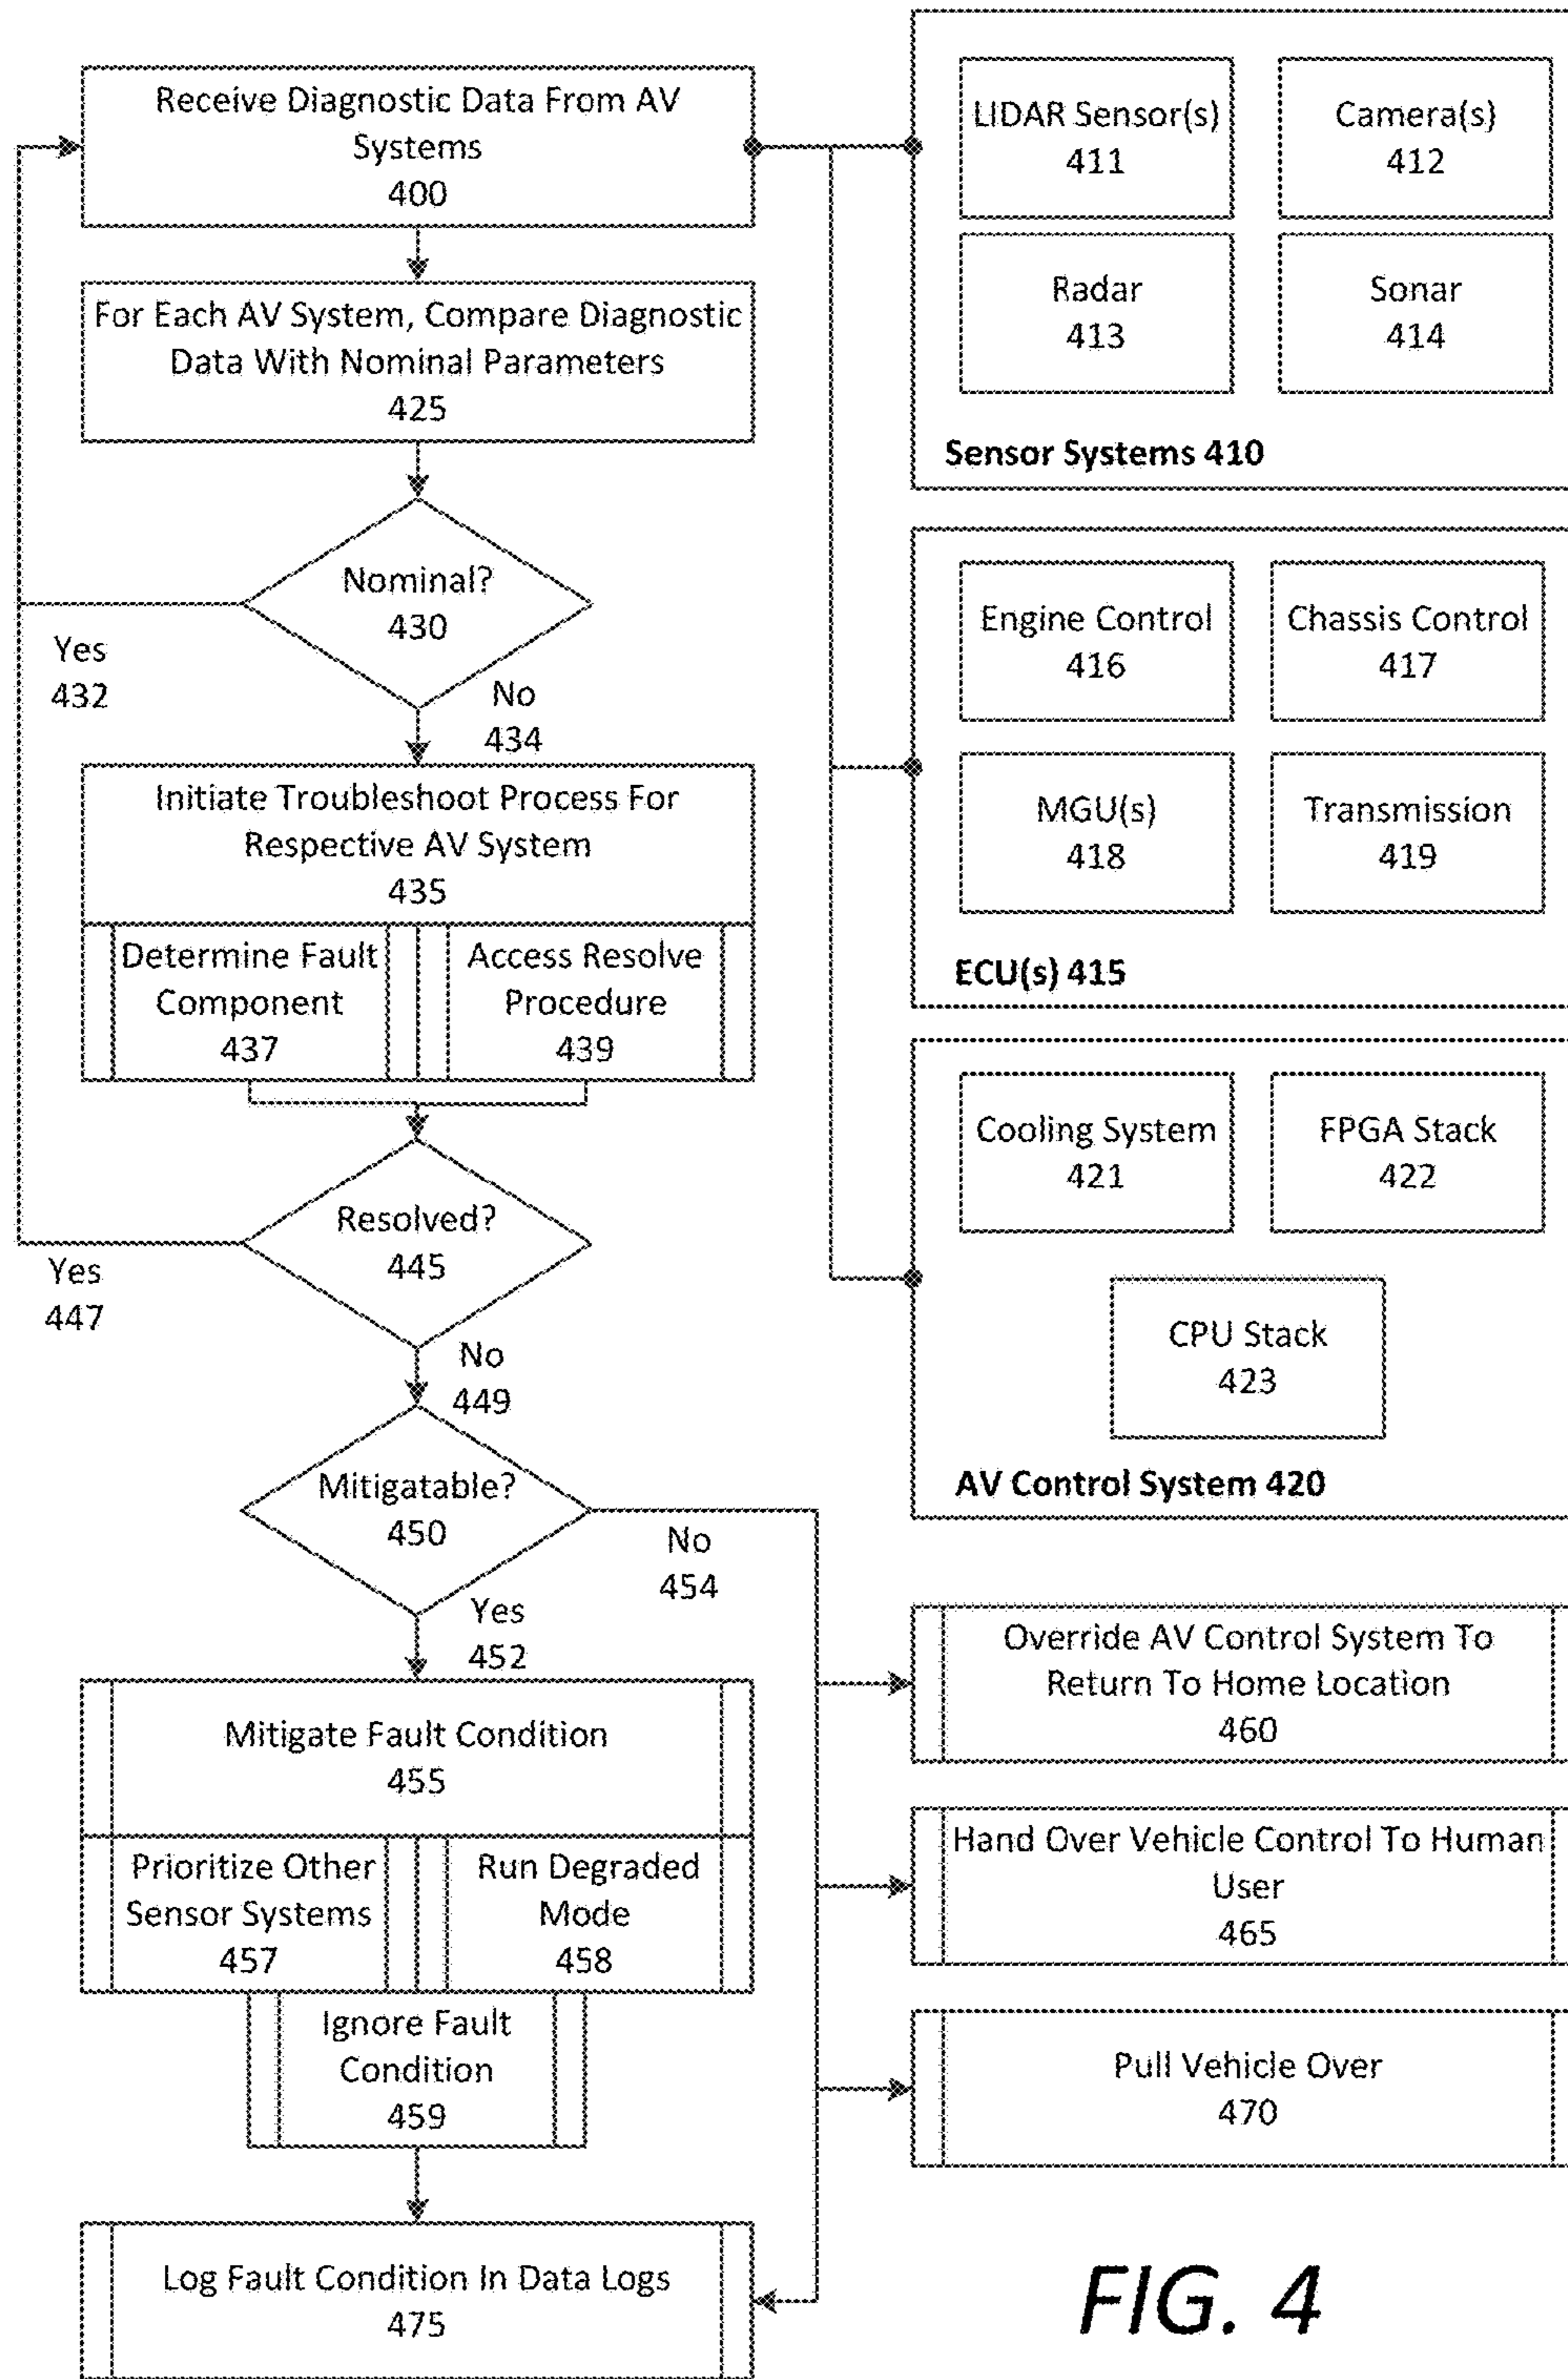 Receive Diagnostic Data From AV
Systems
400
For Each AV System, Compare Diagnostic
Data With Nominal Parameters
425
Nominal?
430
Yes
432
No
434
Initiate Troubleshoot Process For
Respective AV System
435
Determine Fault
Component
437
Access Resolve
Procedure
439
Resolved?
445
Yes
447
No
449
Mitigatable?
450
No
454
Yes
452
Mitigate Fault Condition
455
Prioritize Other
Sensor Systems
457
Run Degraded
Mode
458
Ignore Fault
Condition
459
Log Fault Condition In Data Logs
475
LIDAR Sensor(s)
411
Camera(s)
412
Radar
413
Sonar
414
Sensor Systems 410
Engine Control
416
Chassis Control
417
MGU(s)
418
Transmission
419
ECU(s) 415
Cooling System
421
FPGA Stack
422
CPU Stack
423
AV Control System 420
Override AV Control System To
Return To Home Location
460
Hand Over Vehicle Control To Human
User
465
Pull Vehicle Over
470
FIG. 4